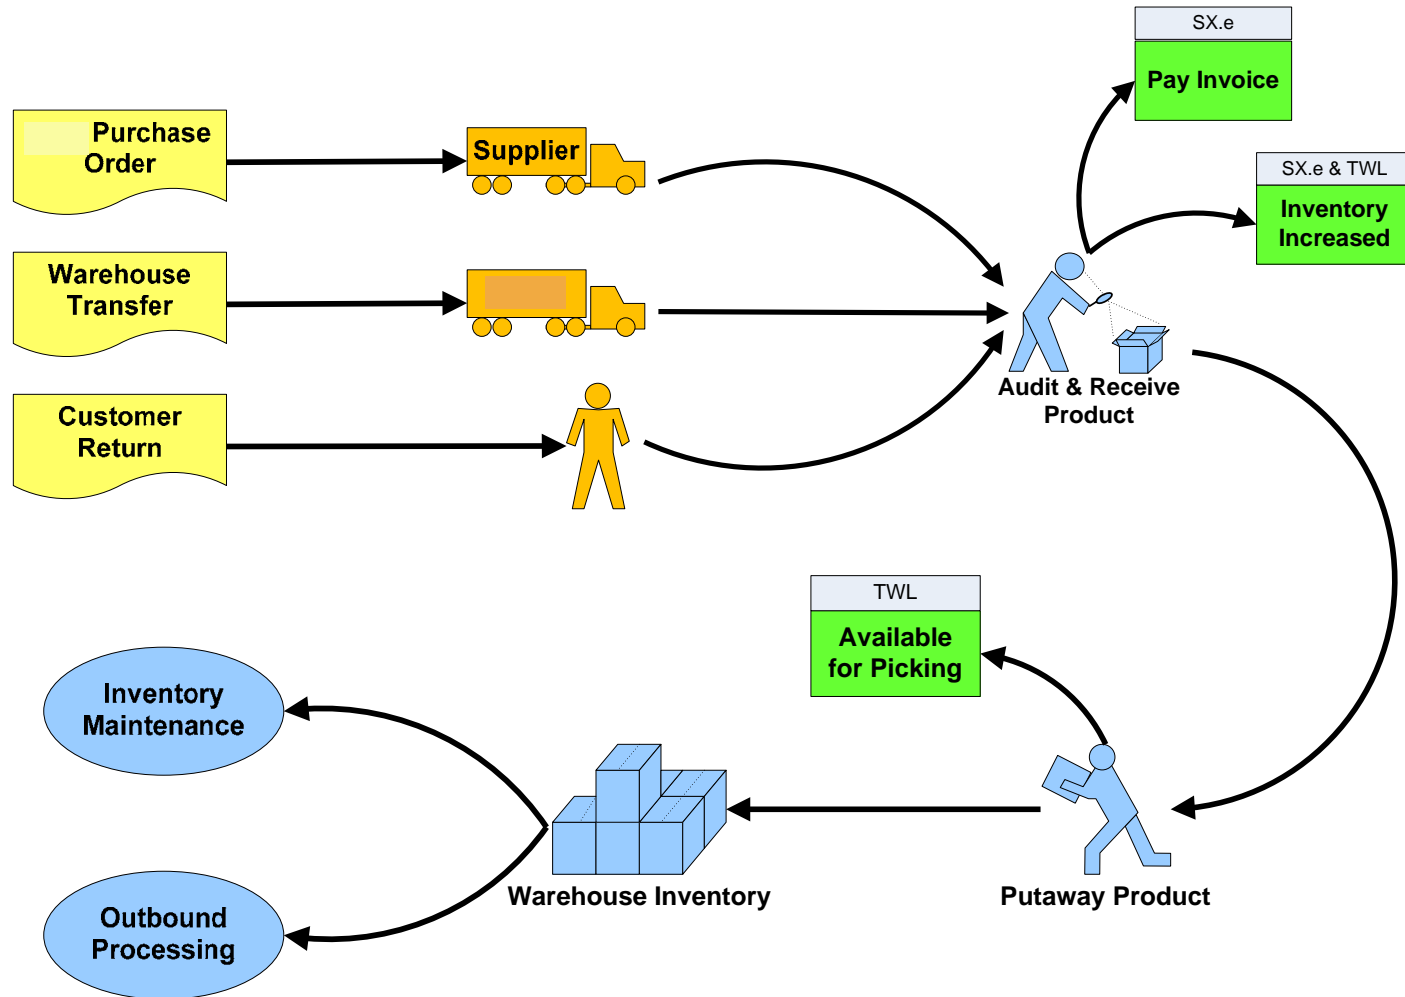 SX.e
Pay Invoice
Purchase
Order
Supplier
SX.e & TWL
Inventory
Increased
Warehouse
Transfer
Audit & Receive
Product
Customer
Return
TWL
Available
for Picking
Inventory
Maintenance
Warehouse Inventory
Putaway Product
Outbound
Processing